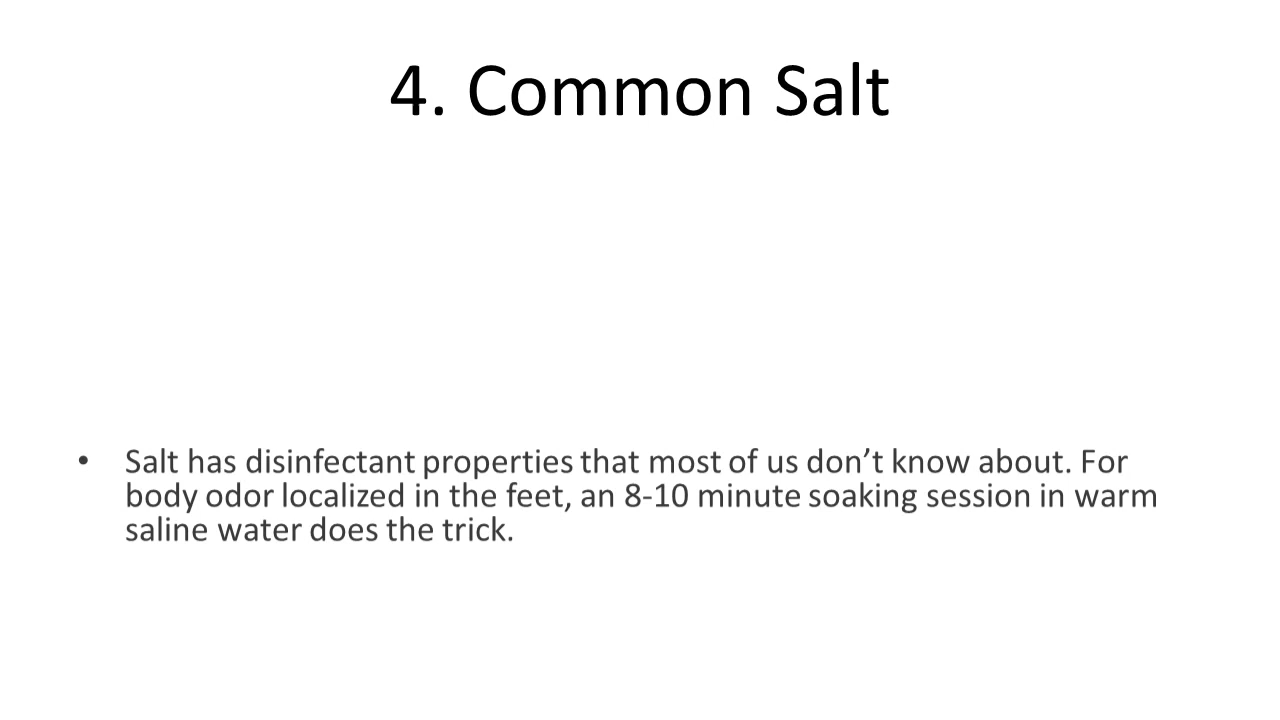 4. Common Salt
• Salt has disinfectant properties that most of us don’t know about. For
body odor localized in the feet, an 8-10 minute soaking session in warm
saline water does the trick.